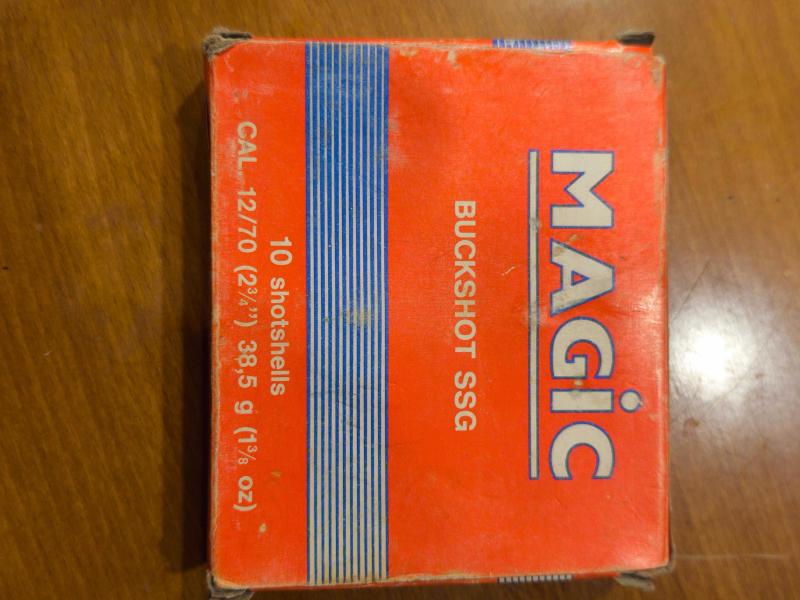 MAGiC
BUCKSHOT SSG
10 shotshells
CAL. 12/70 (2¾") 38,5 g (1⅜ oz)